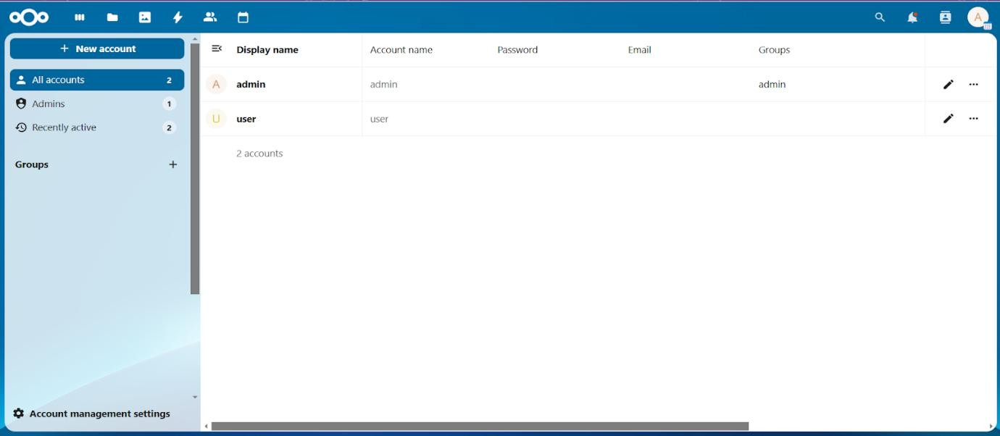 A
New account
All accounts 2
Admins 1
Recently active 2
Groups
Account management settings
Display name Account name Password Email Groups
A admin admin admin
U user user
2 accounts